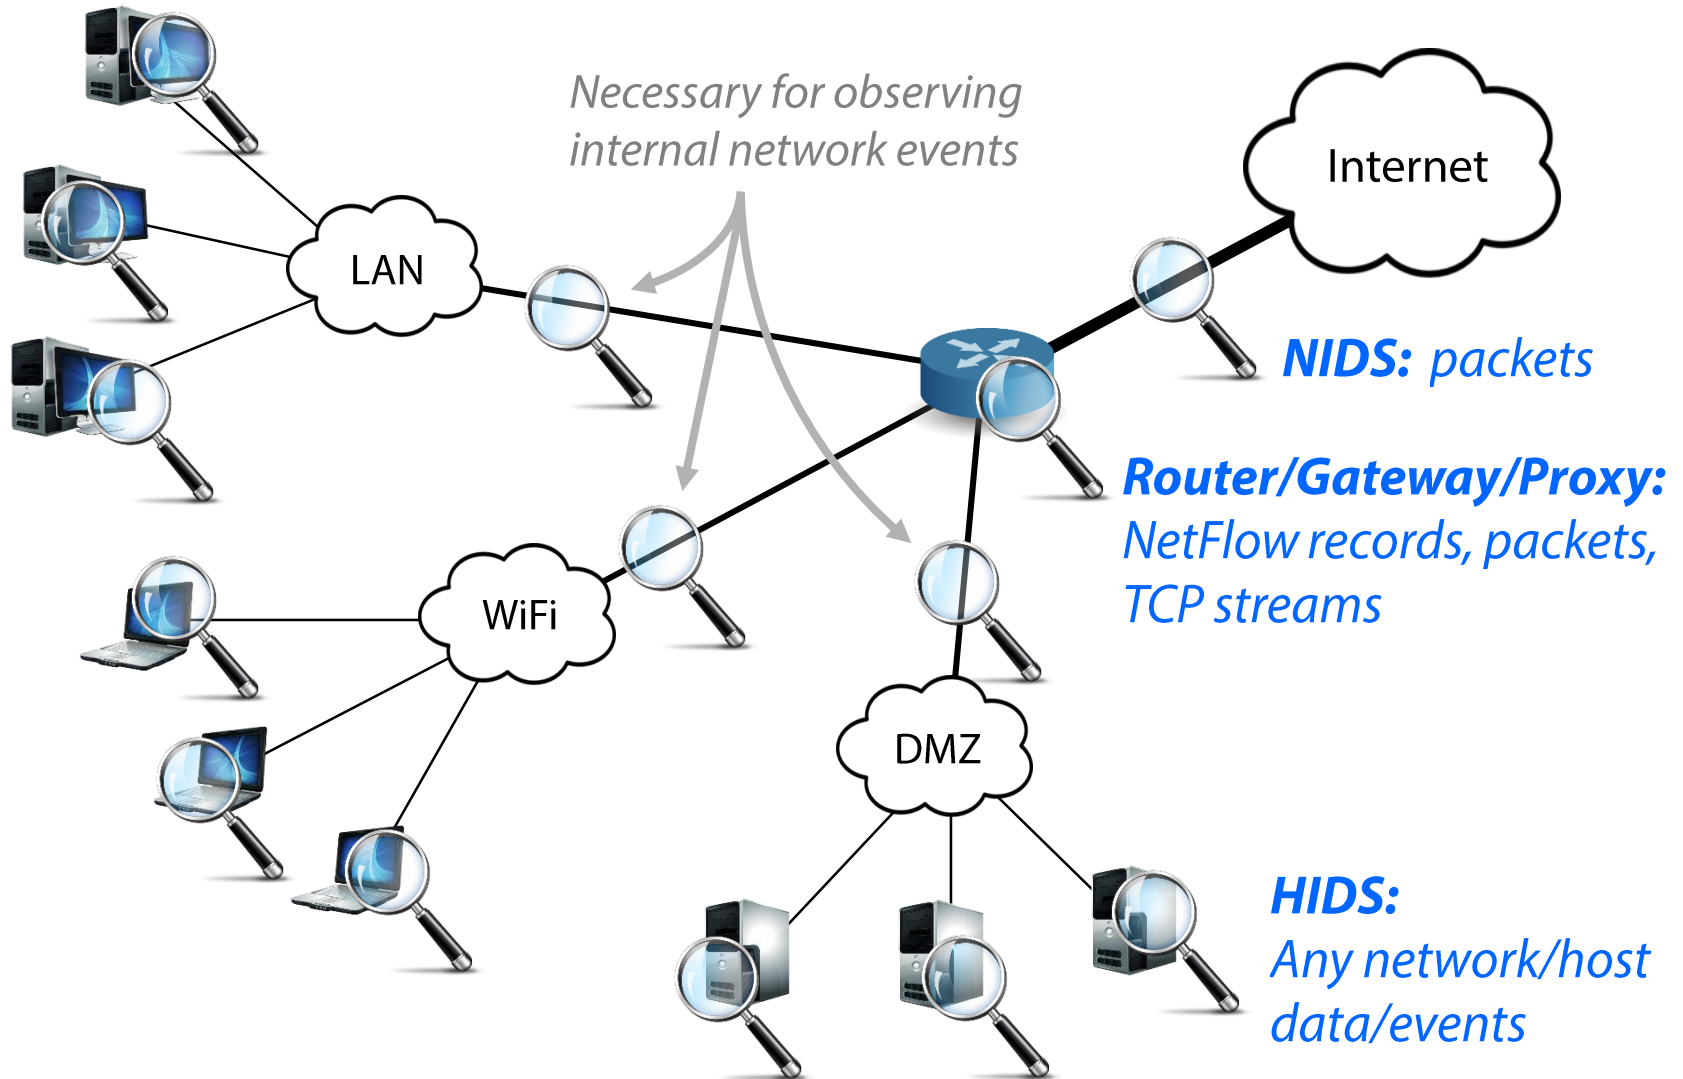 Necessary for observing
internal network events
Internet
LAN
NIDS: packets
Router/Gateway/Proxy:
NetFlow records, packets,
TCP streams
WiFi
DMZ
HIDS:
Any network/host
data/events